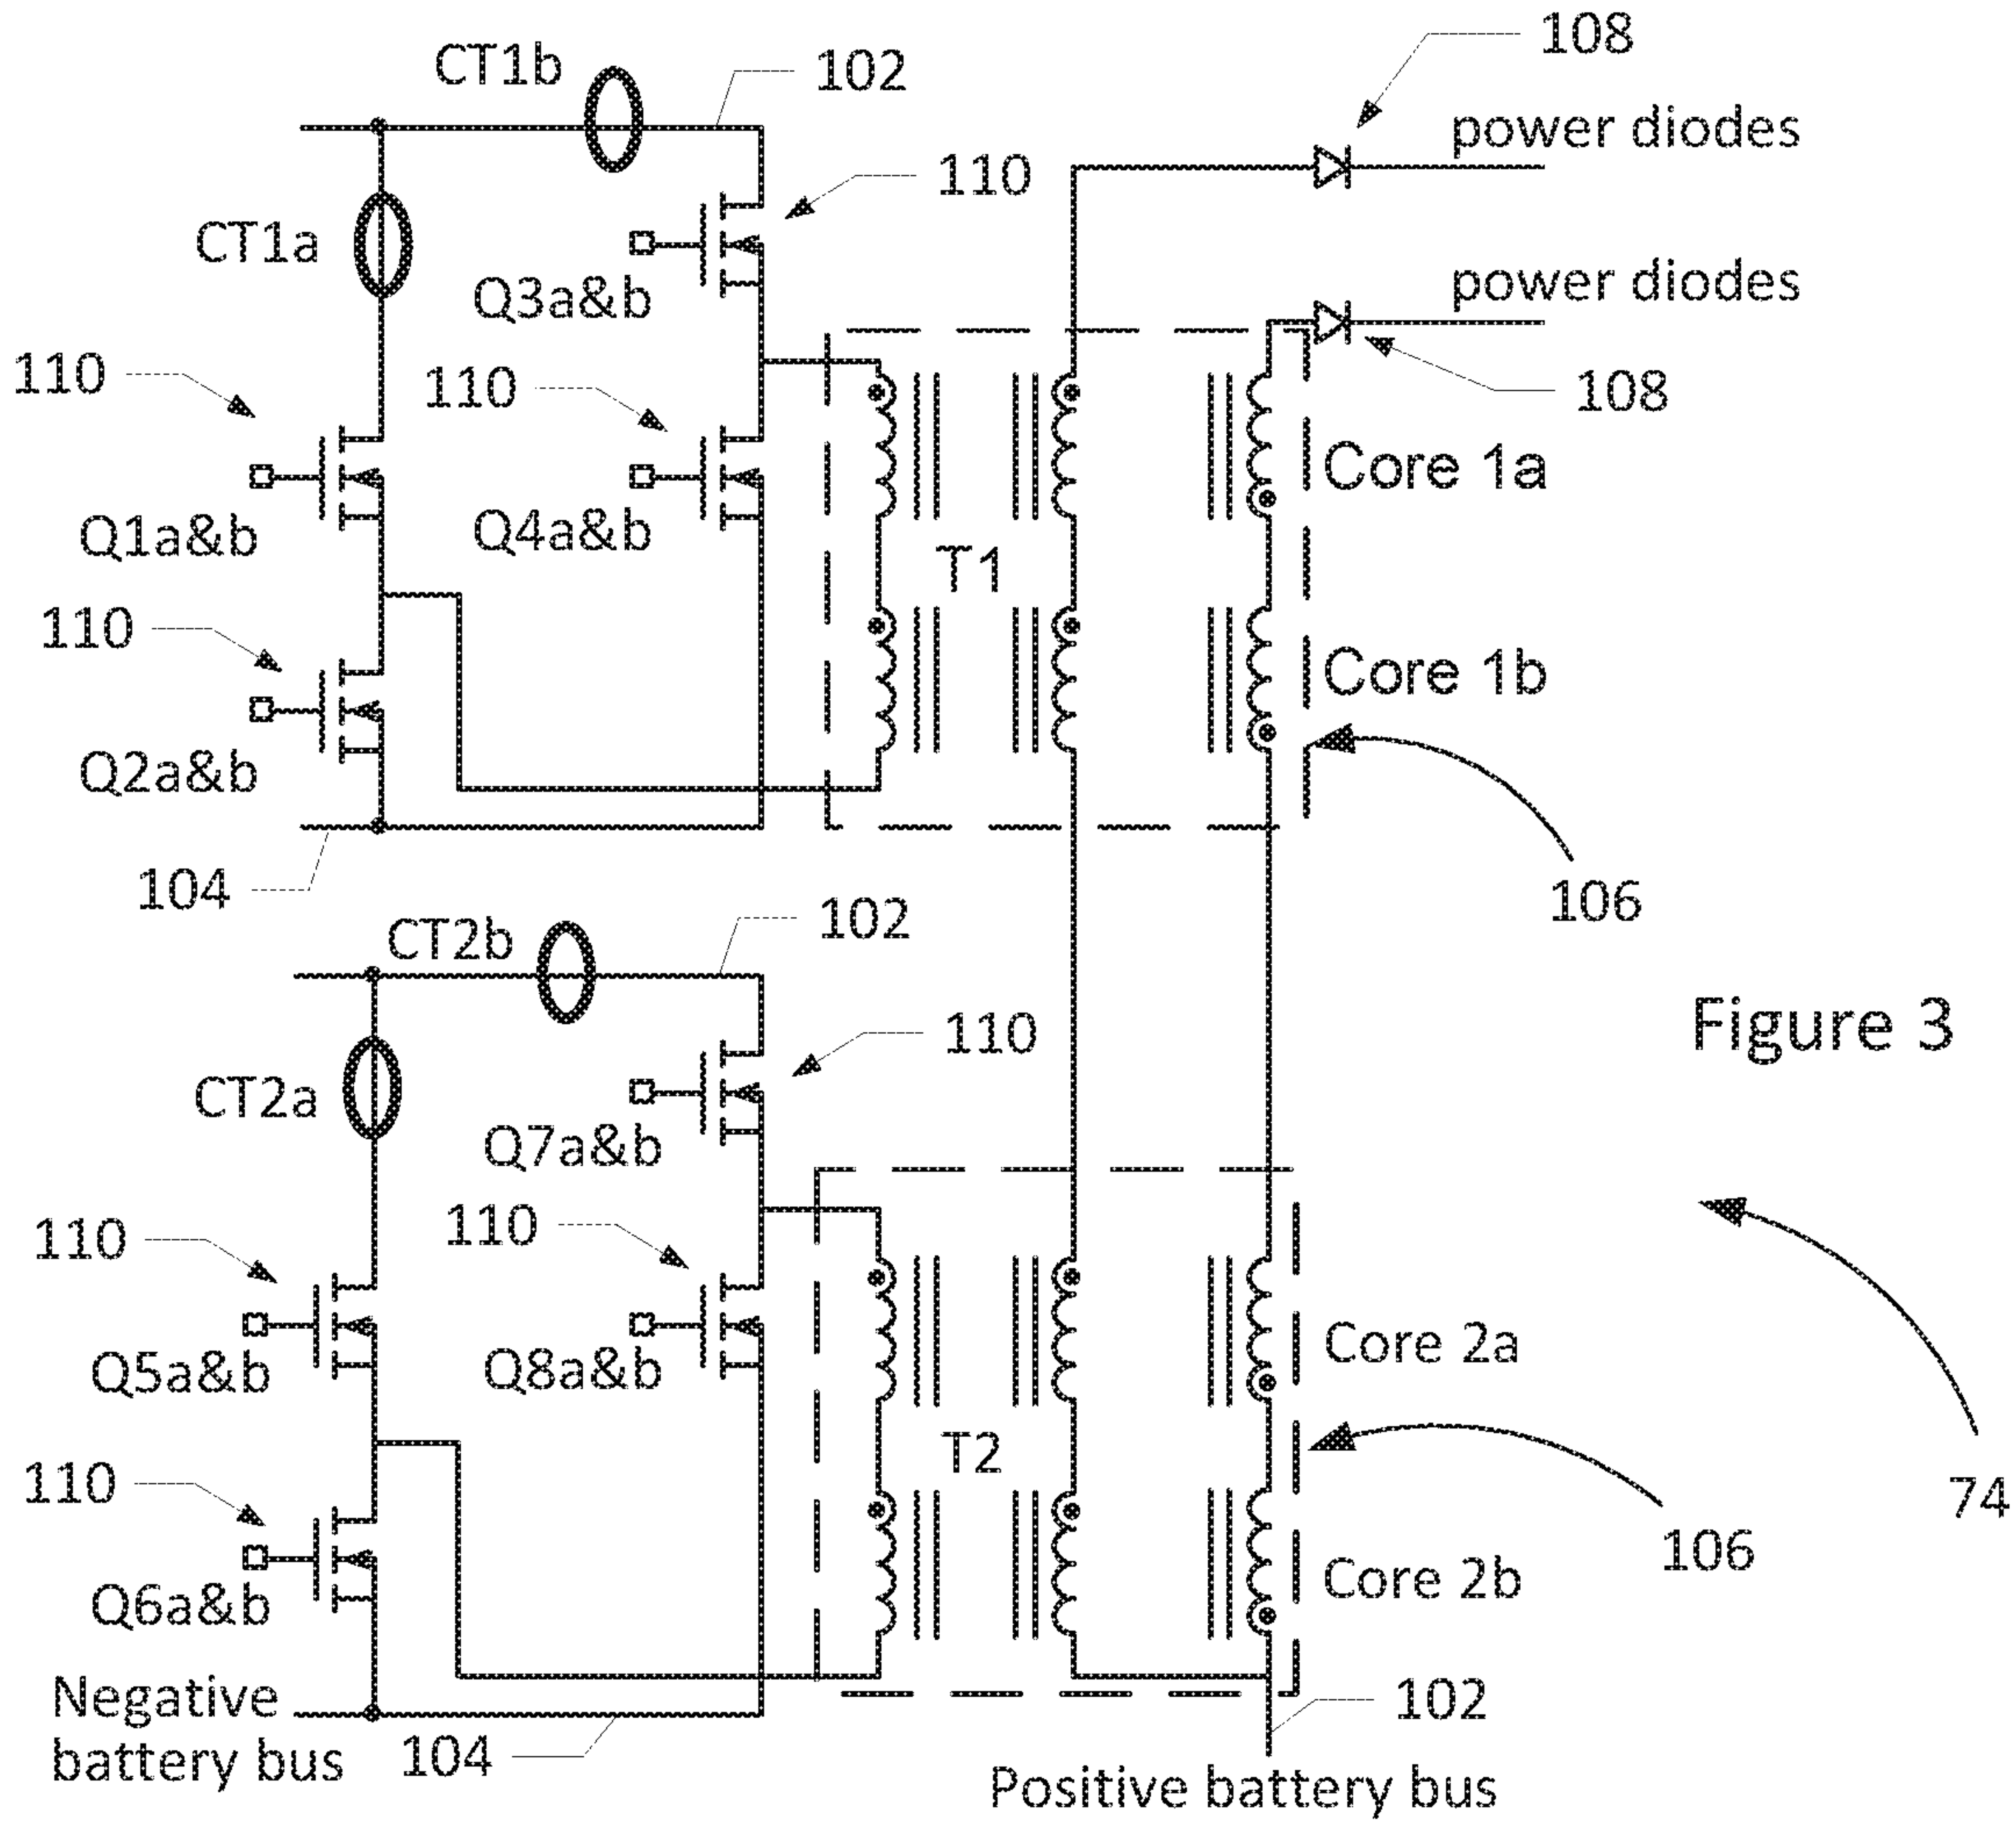 108
CT1b
102
power diodes
110
CT1a
power diodes
Q3a&b
110
110
108
Core 1a
Q1a&b
Q4a&b
T1
110
Core 1b
Q2a&b
104
106
CT2b
102
Figure 3
110
CT2a
Q7a&b
110
110
Core 2a
Q5a&b
Q8a&b
T2
110
74
106
Core 2b
Q6a&b
Negative
battery bus
102
104
Positive battery bus